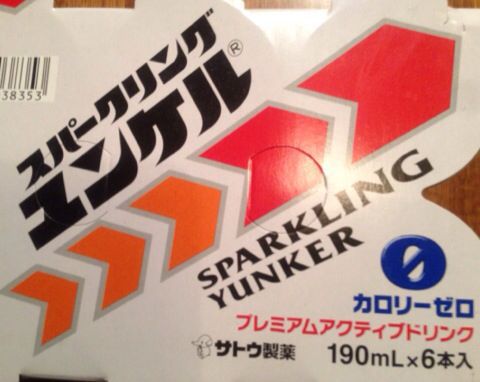 38353
スパークリング
ユンケル®
SPARKLING
YUNKER
0
カロリーゼロ
プレミアムアクティブドリンク
サトウ製薬
190mL×6本入